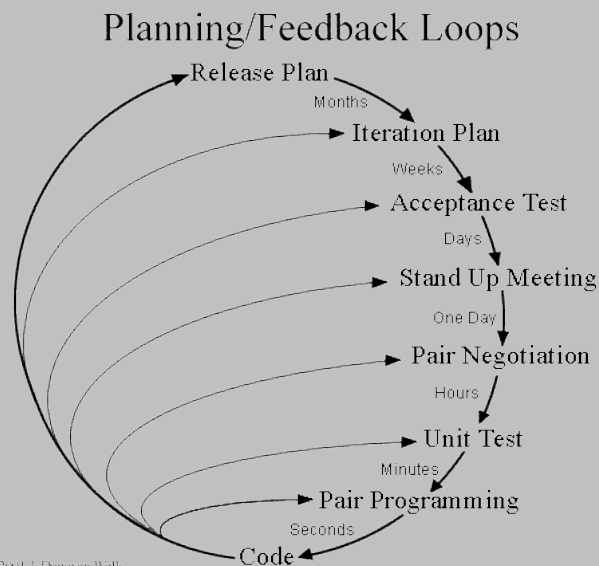 Planning/Feedback Loops
Release Plan
Months
Iteration Plan
Weeks
Acceptance Test
Days
Stand Up Meeting
One Day
Pair Negotiation
Hours
Unit Test
Minutes
Pair Programming
Seconds
Code